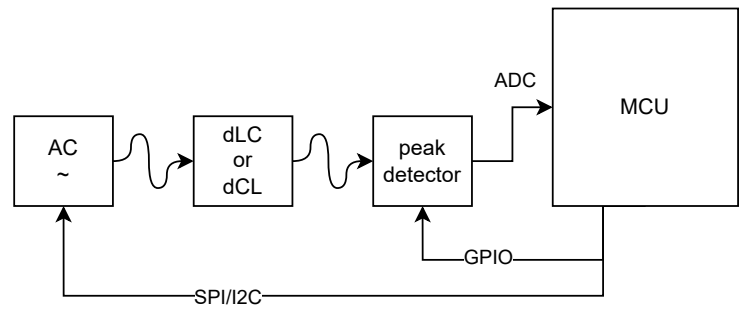 ADC
MCU
AC
~
dLC
or
dCL
peak
detector
GPIO
SPI/I2C